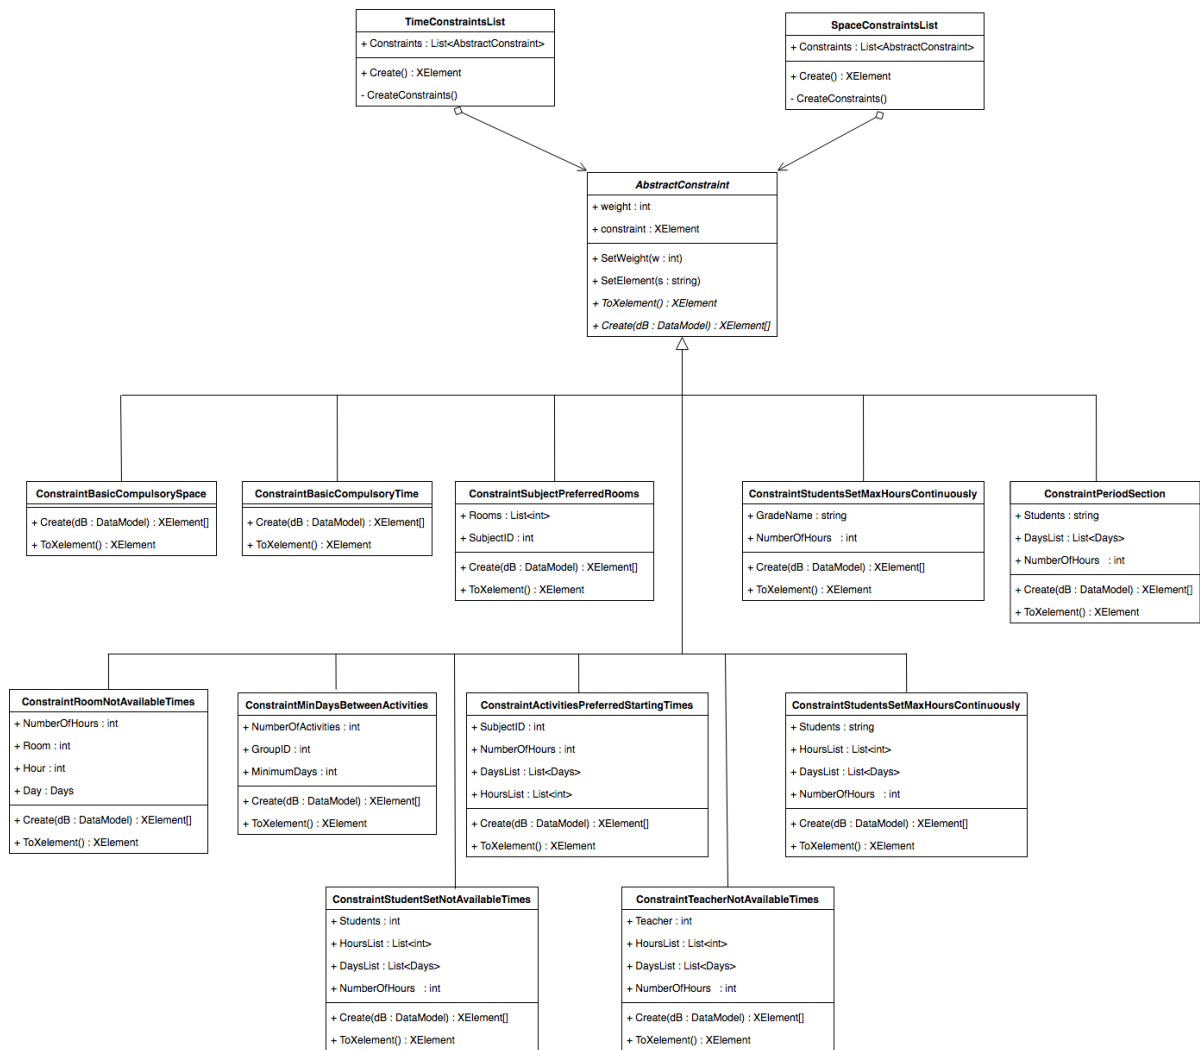 TimeConstraintsList
+ Constraints : List<AbstractConstraint>
+ Create() : XElement
- CreateConstraints()
SpaceConstraintsList
+ Constraints : List<AbstractConstraint>
+ Create() : XElement
- CreateConstraints()
AbstractConstraint
+ weight : int
+ constraint : XElement
+ SetWeight(w : int)
+ SetElement(s : string)
+ ToXelement() : XElement
+ Create(dB : DataModel) : XElement[]
ConstraintBasicCompulsorySpace
+ Create(dB : DataModel) : XElement[]
+ ToXelement() : XElement
ConstraintBasicCompulsoryTime
+ Create(dB : DataModel) : XElement[]
+ ToXelement() : XElement
ConstraintSubjectPreferredRooms
+ Rooms : List<int>
+ SubjectID : int
+ Create(dB : DataModel) : XElement[]
+ ToXelement() : XElement
ConstraintStudentsSetMaxHoursContinuously
+ GradeName : string
+ NumberOfHours : int
+ Create(dB : DataModel) : XElement[]
+ ToXelement() : XElement
ConstraintPeriodSection
+ Students : string
+ DaysList : List<Days>
+ NumberOfHours : int
+ Create(dB : DataModel) : XElement[]
+ ToXelement() : XElement
ConstraintRoomNotAvailableTimes
+ NumberOfHours : int
+ Room : int
+ Hour : int
+ Day : Days
+ Create(dB : DataModel) : XElement[]
+ ToXelement() : XElement
ConstraintMinDaysBetweenActivities
+ NumberOfActivities : int
+ GroupID : int
+ MinimumDays : int
+ Create(dB : DataModel) : XElement[]
+ ToXelement() : XElement
ConstraintActivitiesPreferredStartingTimes
+ SubjectID : int
+ NumberOfHours : int
+ DaysList : List<Days>
+ HoursList : List<int>
+ Create(dB : DataModel) : XElement[]
+ ToXelement() : XElement
ConstraintStudentsSetMaxHoursContinuously
+ Students : string
+ HoursList : List<int>
+ DaysList : List<Days>
+ NumberOfHours : int
+ Create(dB : DataModel) : XElement[]
+ ToXelement() : XElement
ConstraintStudentSetNotAvailableTimes
+ Students : int
+ HoursList : List<int>
+ DaysList : List<Days>
+ NumberOfHours : int
+ Create(dB : DataModel) : XElement[]
+ ToXelement() : XElement
ConstraintTeacherNotAvailableTimes
+ Teacher : int
+ HoursList : List<int>
+ DaysList : List<Days>
+ NumberOfHours : int
+ Create(dB : DataModel) : XElement[]
+ ToXelement() : XElement